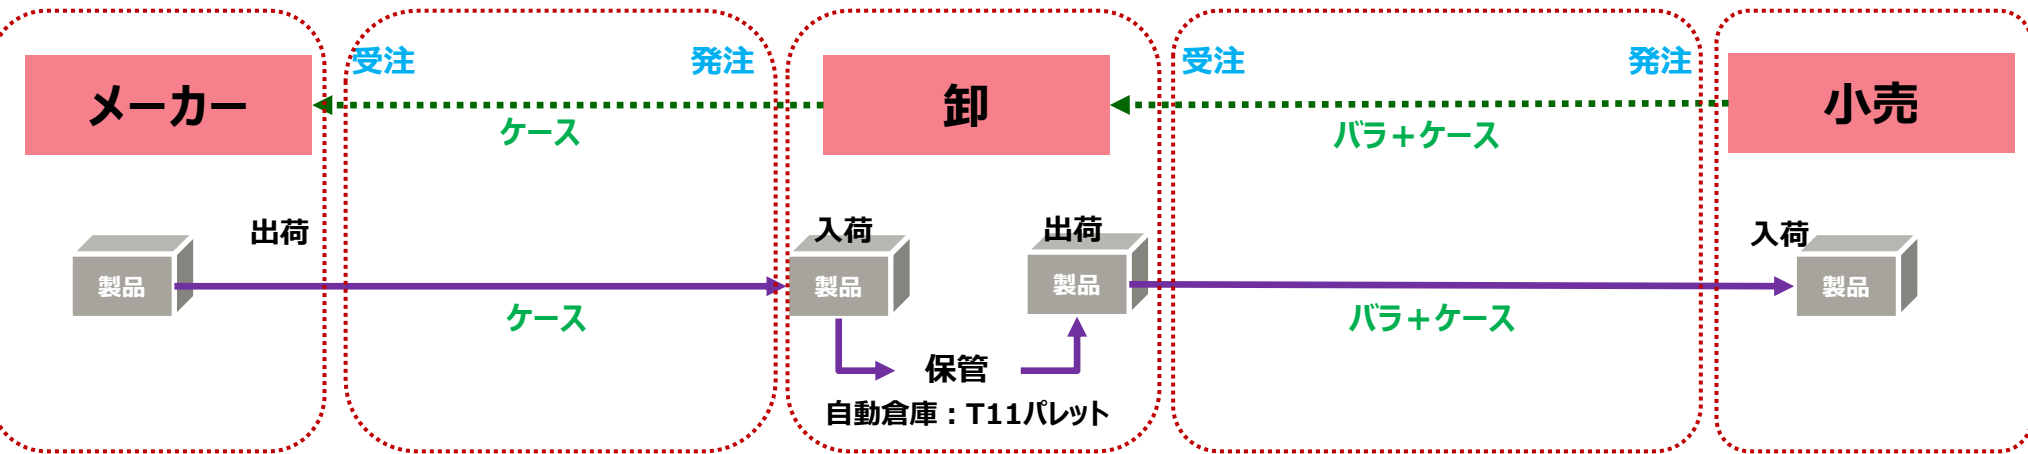 受注
発注
受注
発注
メーカー
卸
小売
ケース
バラ＋ケース
出荷
入荷
出荷
入荷
製品
製品
製品
製品
ケース
バラ＋ケース
保管
自動倉庫：T11パレット